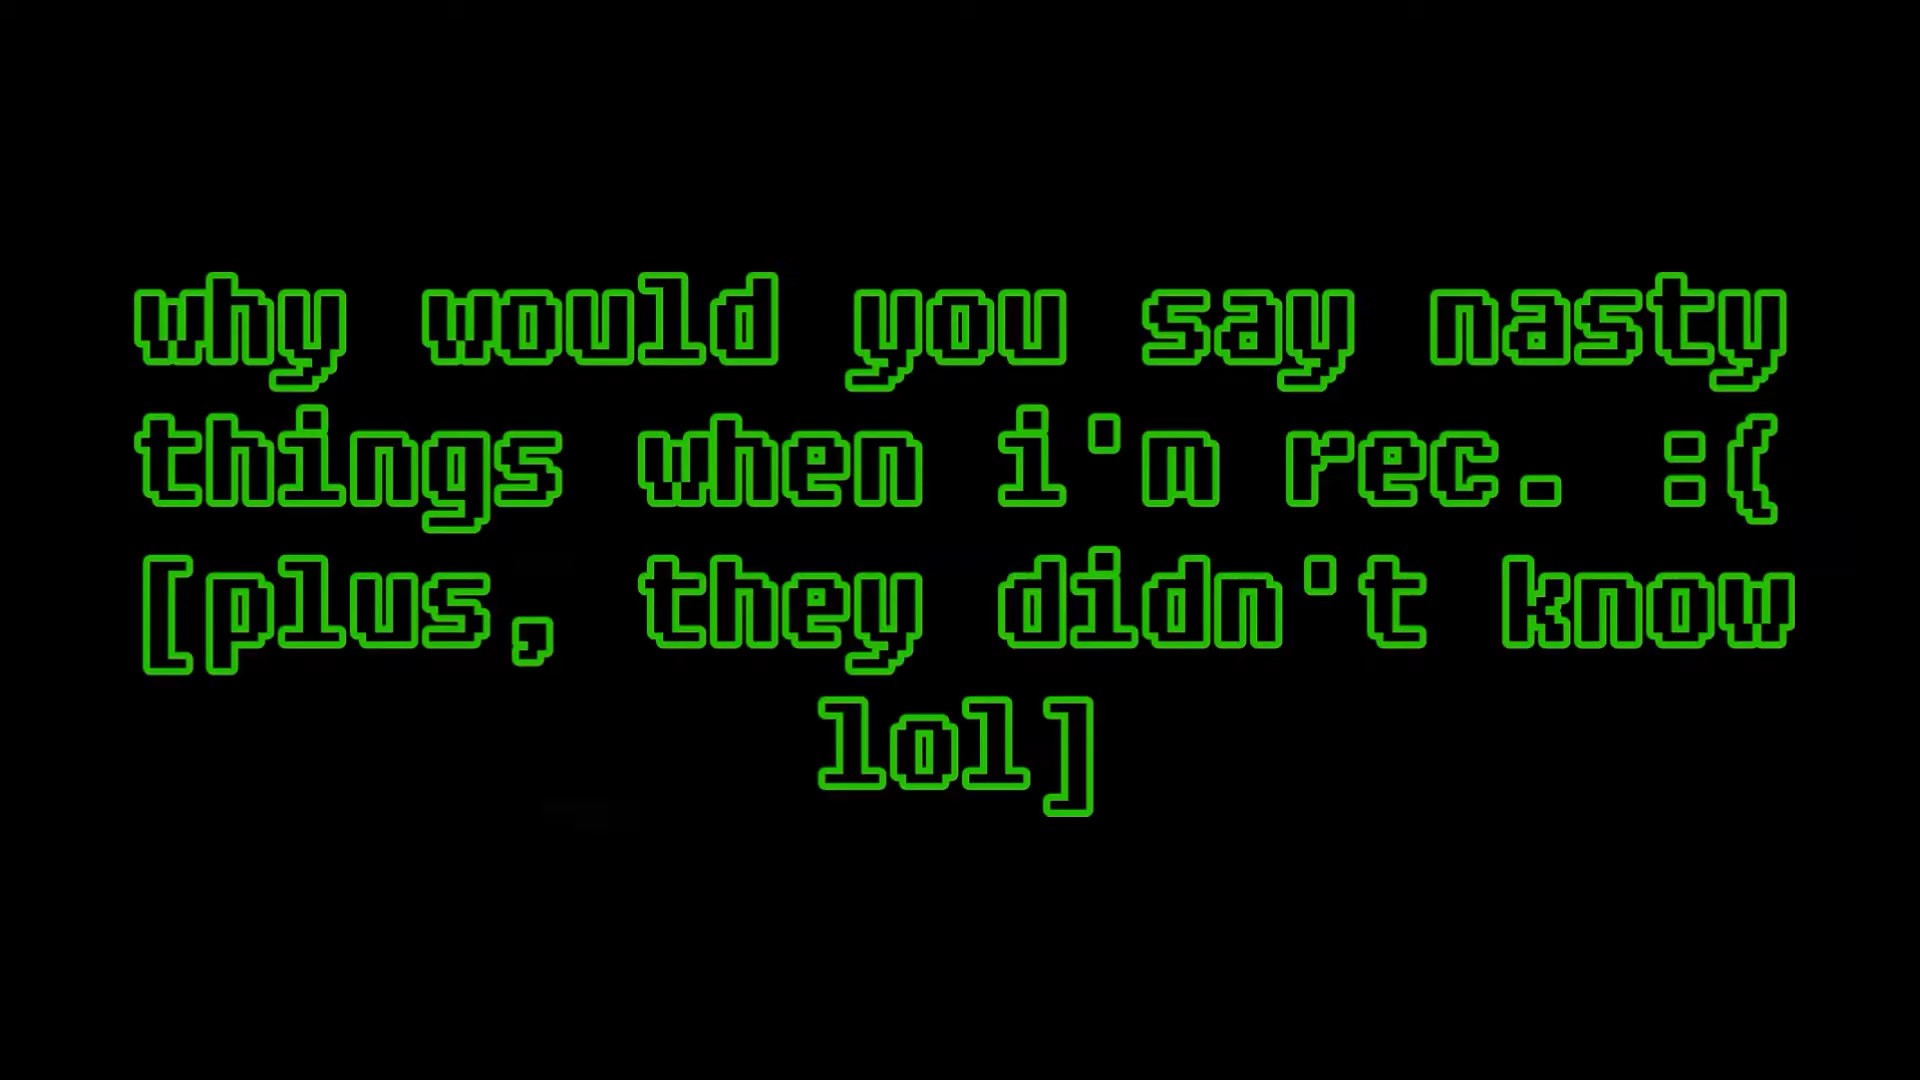 why would you say nasty
things when i'm rec. :(
[plus, they didn't know
lol]